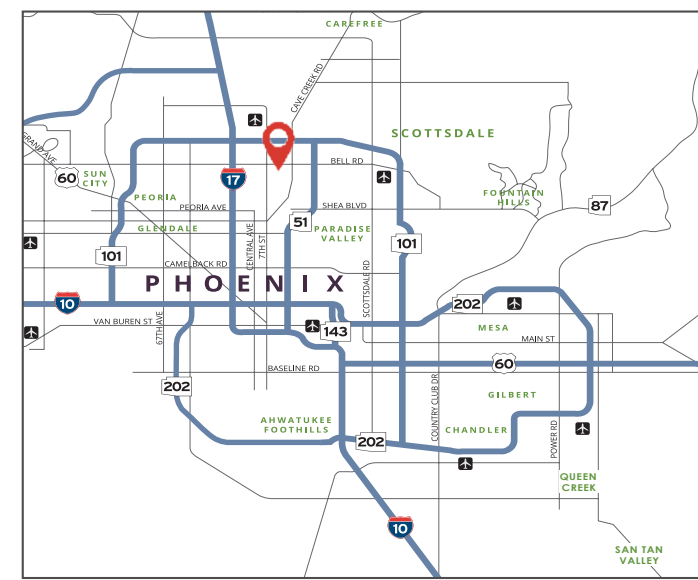 CAREFREE
CAVE CREEK RD
SCOTTSDALE
GRAND AVE
BELL RD
60
SUN
CITY
17
FOUNTAIN
HILLS
87
PEORIA
PEORIA AVE
SHEA BLVD
51
GLENDALE
CENTRAL AVE
7TH ST
PARADISE
VALLEY
101
101
CAMELBACK RD
SCOTTSDALE RD
PHOENIX
10
202
VAN BUREN ST
67TH AVE
143
MESA
MAIN ST
BASELINE RD
60
202
COUNTRY CLUB DR
GILBERT
AHWATUKEE
FOOTHILLS
202
CHANDLER
POWER RD
QUEEN
CREEK
10
SAN TAN
VALLEY